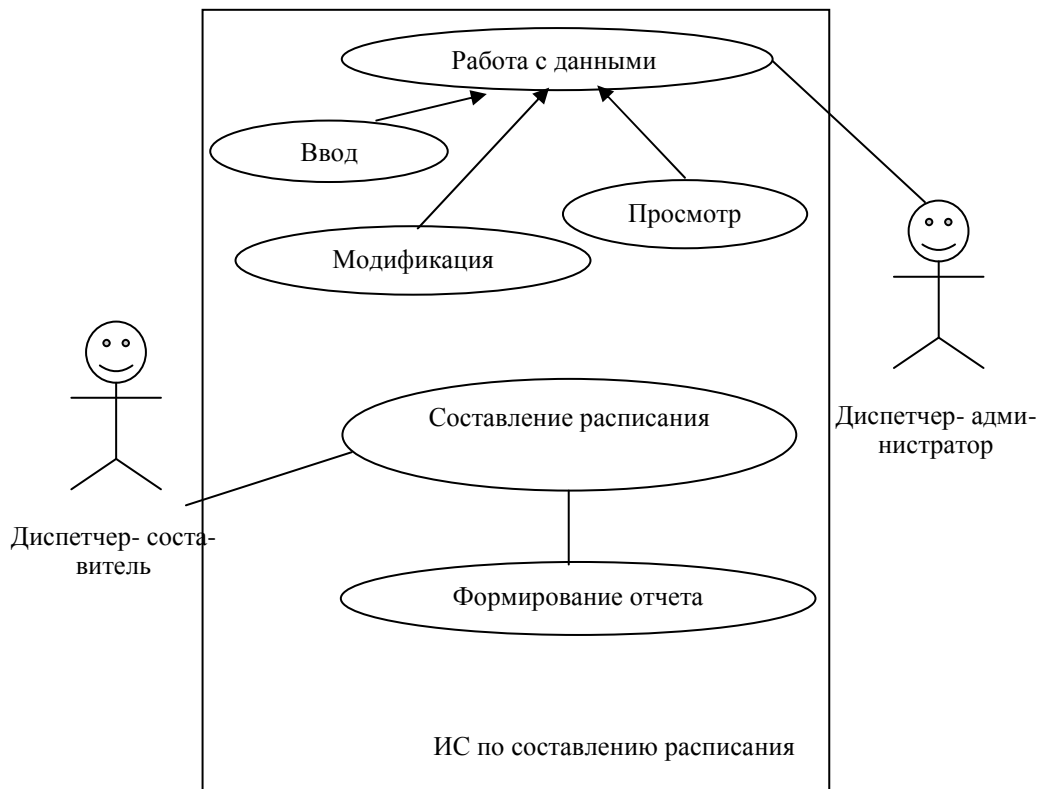 Работа с данными
Ввод
Просмотр
Модификация
Составление расписания
Диспетчер- адми-
нистратор
Диспетчер- соста-
витель
Формирование отчета
ИС по составлению расписания